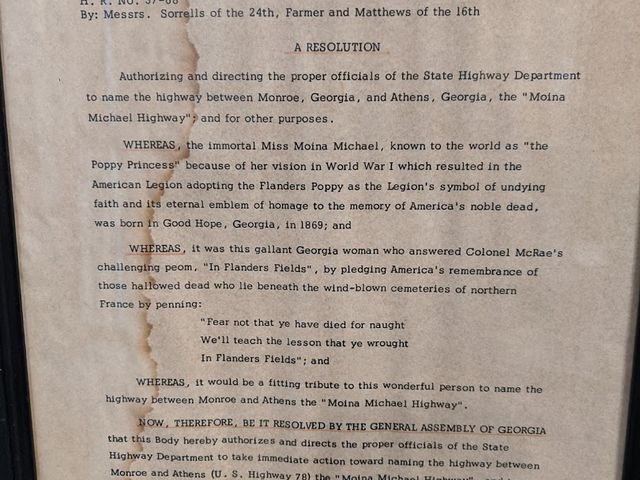 H. R. NO. 57-68
By: Messrs. Sorrells of the 24th, Farmer and Matthews of the 16th
A RESOLUTION
Authorizing and directing the proper officials of the State Highway Department
to name the highway between Monroe, Georgia, and Athens, Georgia, the "Moina
Michael Highway"; and for other purposes.
WHEREAS, the immortal Miss Moina Michael, known to the world as "the
Poppy Princess" because of her vision in World War I which resulted in the
American Legion adopting the Flanders Poppy as the Legion's symbol of undying
faith and its eternal emblem of homage to the memory of America's noble dead,
was born in Good Hope, Georgia, in 1869; and
WHEREAS, it was this gallant Georgia woman who answered Colonel McRae's
challenging peom, "In Flanders Fields", by pledging America's remembrance of
those hallowed dead who lie beneath the wind-blown cemeteries of northern
France by penning:
"Fear not that ye have died for naught
We'll teach the lesson that ye wrought
In Flanders Fields"; and
WHEREAS, it would be a fitting tribute to this wonderful person to name the
highway between Monroe and Athens the "Moina Michael Highway".
NOW, THEREFORE, BE IT RESOLVED BY THE GENERAL ASSEMBLY OF GEORGIA
that this Body hereby authorizes and directs the proper officials of the State
Highway Department to take immediate action toward naming the highway between
Monroe and Athens (U. S. Highway 78) the "Moina Michael Highway", and